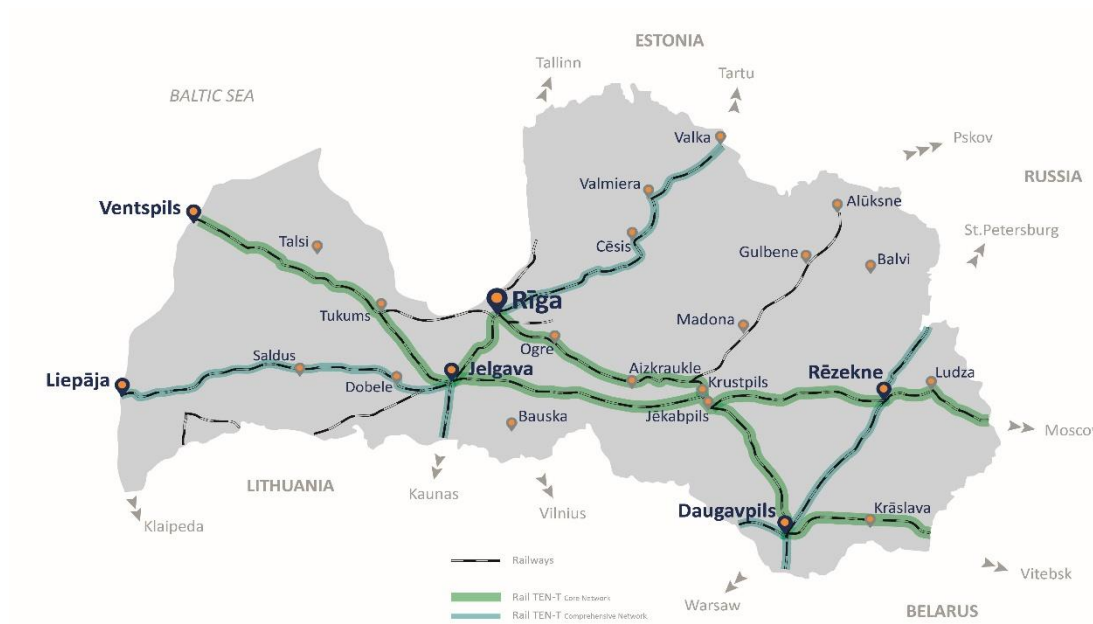 ESTONIA
Tallinn
Tartu
BALTIC SEA
Valka
Pskov
RUSSIA
Valmiera
Alūksne
Ventspils
St.Petersburg
Talsi
Cēsis
Gulbene
Balvi
Rīga
Tukums
Madona
Ogre
Saldus
Jelgava
Aizkraukle
Rēzekne
Ludza
Liepāja
Dobele
Krustpils
Jēkabpils
Bauska
Moscow
LITHUANIA
Kaunas
Vilnius
Daugavpils
Krāslava
Klaipeda
Railways
Vitebsk
Rail TEN-T Core Network
Warsaw
Rail TEN-T Comprehensive Network
BELARUS